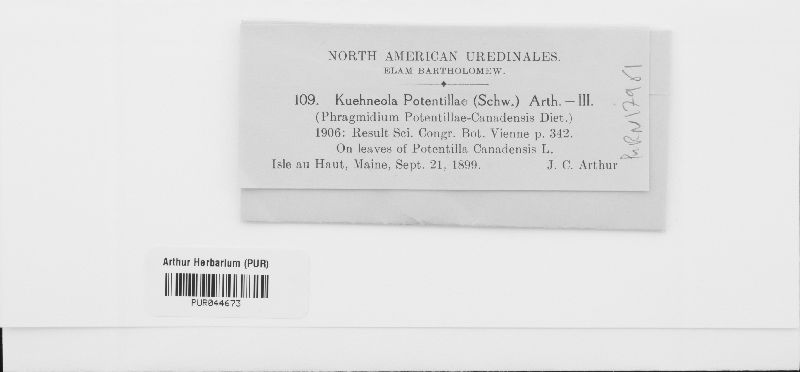 NORTH AMERICAN UREDINALES.
ELAM BARTHOLOMEW.
109. Kuehneola Potentillae (Schw.) Arth. – III.
(Phragmidium Potentillae-Canadensis Diet.)
1906: Result Sci. Congr. Bot. Vienne p. 342.
On leaves of Potentilla Canadensis L.
Isle au Haut, Maine, Sept. 21, 1899. J. C. Arthur
PURN17981
Arthur Herbarium (PUR)
PUR044673